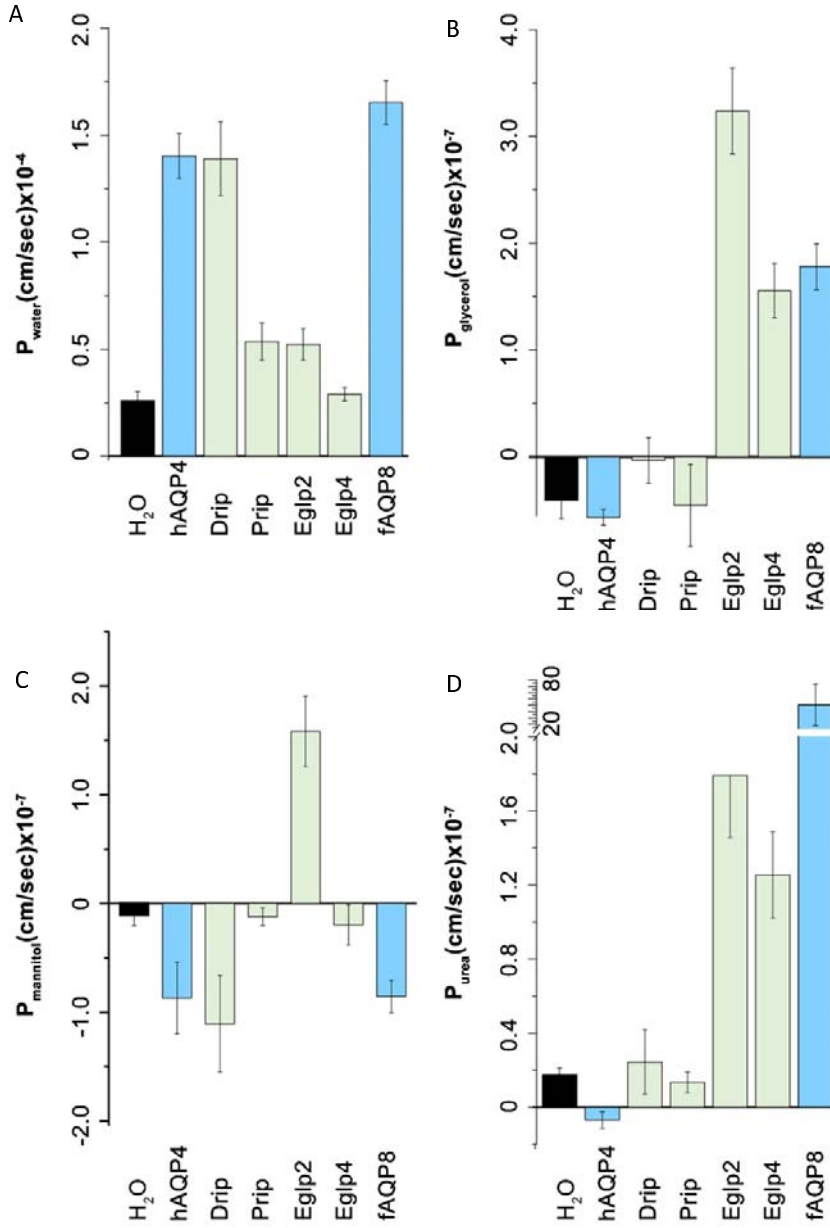 A
P water (cm/sec)x10-4
2.0
1.5
1.0
0.5
0
H2O
hAQP4
Drip
Prip
Eglp2
Eglp4
fAQP8
B
P glycerol (cm/sec)x10-7
4.0
3.0
2.0
1.0
0
H2O
hAQP4
Drip
Prip
Eglp2
Eglp4
fAQP8
C
P mannitol (cm/sec)x10-7
2.0
1.0
0
-1.0
-2.0
H2O
hAQP4
Drip
Prip
Eglp2
Eglp4
fAQP8
D
P urea (cm/sec)x10-7
80
20
2.0
1.6
1.2
0.8
0.4
0
H2O
hAQP4
Drip
Prip
Eglp2
Eglp4
fAQP8